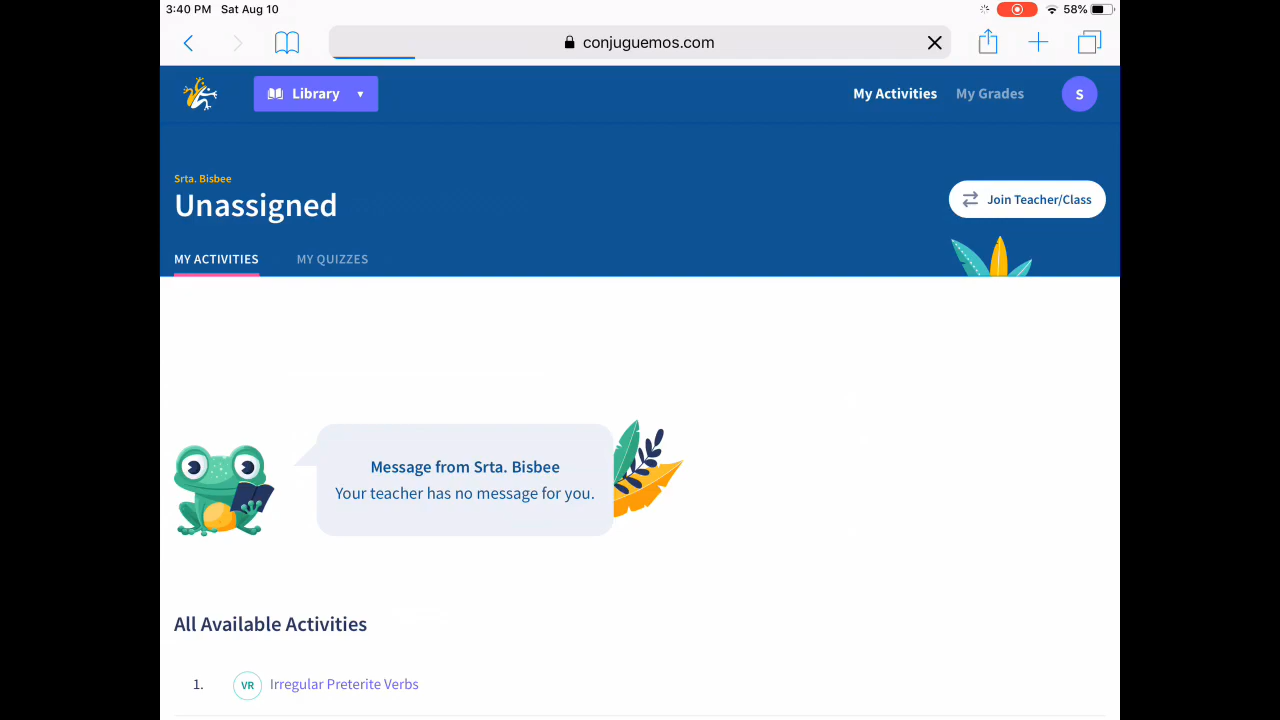 3:40 PM Sat Aug 10 58%
conjuguemos.com
Library ▼ My Activities My Grades S
Srta. Bisbee
Unassigned
Join Teacher/Class
MY ACTIVITIES MY QUIZZES
Message from Srta. Bisbee
Your teacher has no message for you.
All Available Activities
1. VR Irregular Preterite Verbs